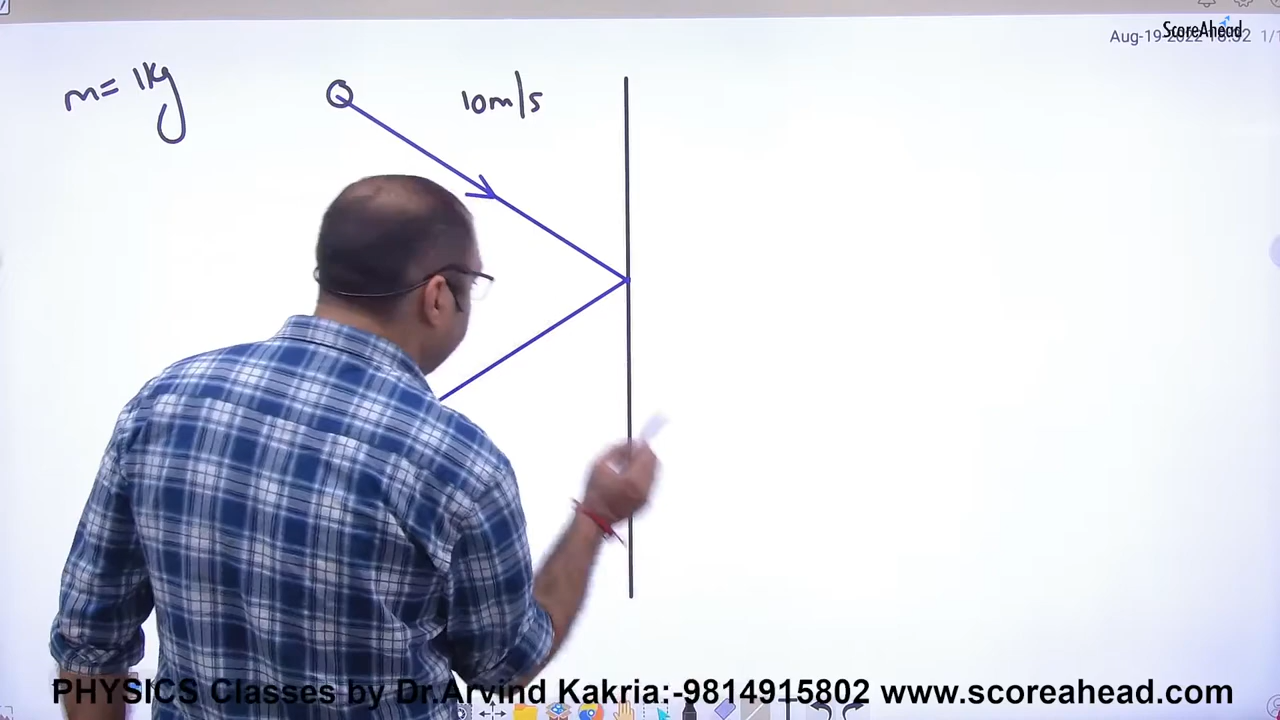 ScoreAhead
m= 1kg
10m/s
PHYSICS Classes by Dr.Arvind Kakria:-9814915802 www.scoreahead.com